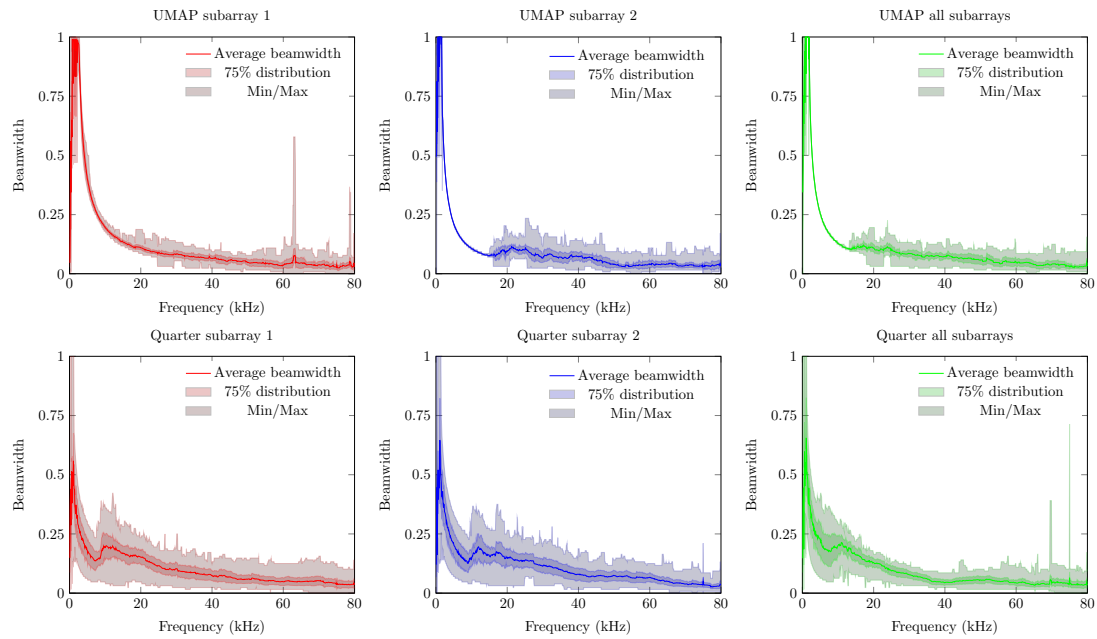 UMAP subarray 1
UMAP subarray 2
UMAP all subarrays
1
0.75
0.5
0.25
0
Beamwidth
Average beamwidth
75% distribution
Min/Max
0
20
40
60
80
Frequency (kHz)
1
0.75
0.5
0.25
0
Beamwidth
Average beamwidth
75% distribution
Min/Max
0
20
40
60
80
Frequency (kHz)
1
0.75
0.5
0.25
0
Beamwidth
Average beamwidth
75% distribution
Min/Max
0
20
40
60
80
Frequency (kHz)
Quarter subarray 1
Quarter subarray 2
Quarter all subarrays
1
0.75
0.5
0.25
0
Beamwidth
Average beamwidth
75% distribution
Min/Max
0
20
40
60
80
Frequency (kHz)
1
0.75
0.5
0.25
0
Beamwidth
Average beamwidth
75% distribution
Min/Max
0
20
40
60
80
Frequency (kHz)
1
0.75
0.5
0.25
0
Beamwidth
Average beamwidth
75% distribution
Min/Max
0
20
40
60
80
Frequency (kHz)